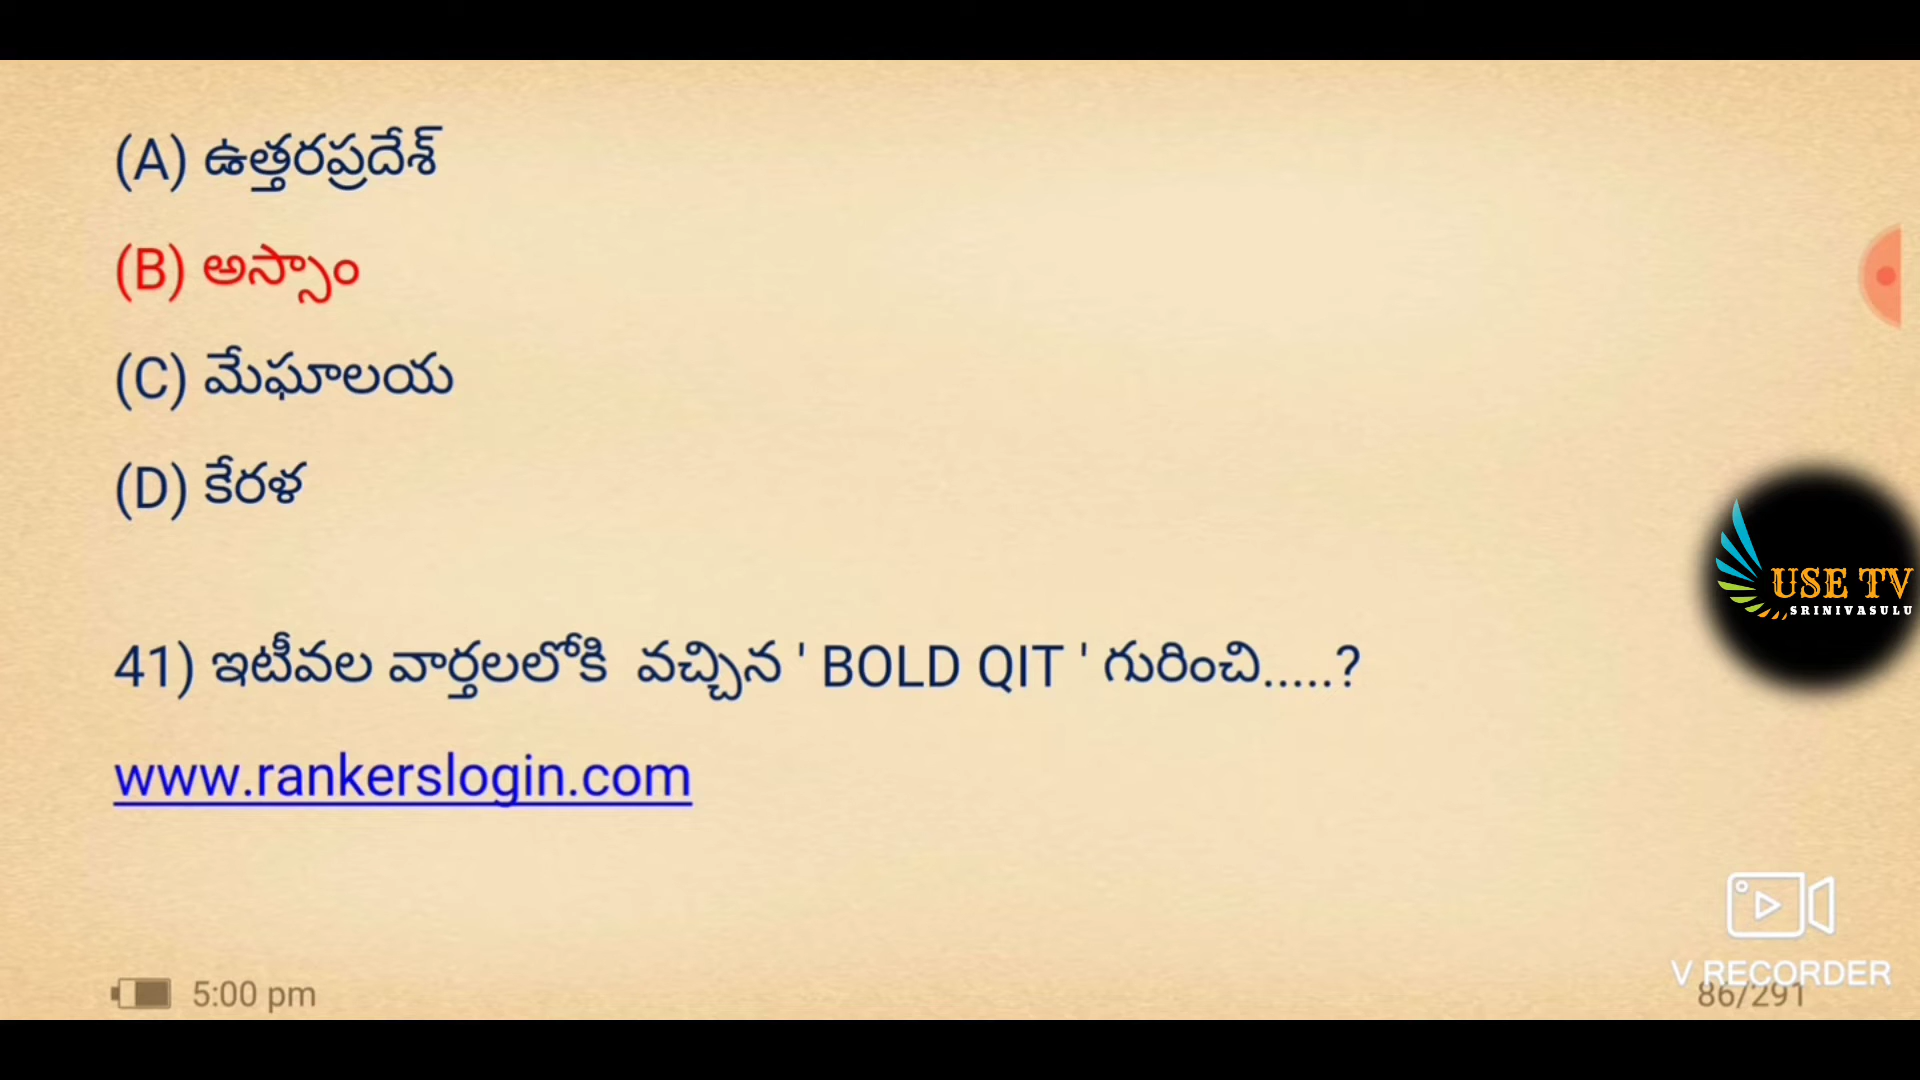 (A) ఉత్తరప్రదేశ్
(B) అస్సాం
(C) మేఘాలయ
(D) కేరళ
USE TV
SRINIVASULU
41) ఇటీవల వార్తలలోకి వచ్చిన ' BOLD QIT ' గురించి.....?
www.rankerslogin.com
V RECORDER
5:00 pm
86/291